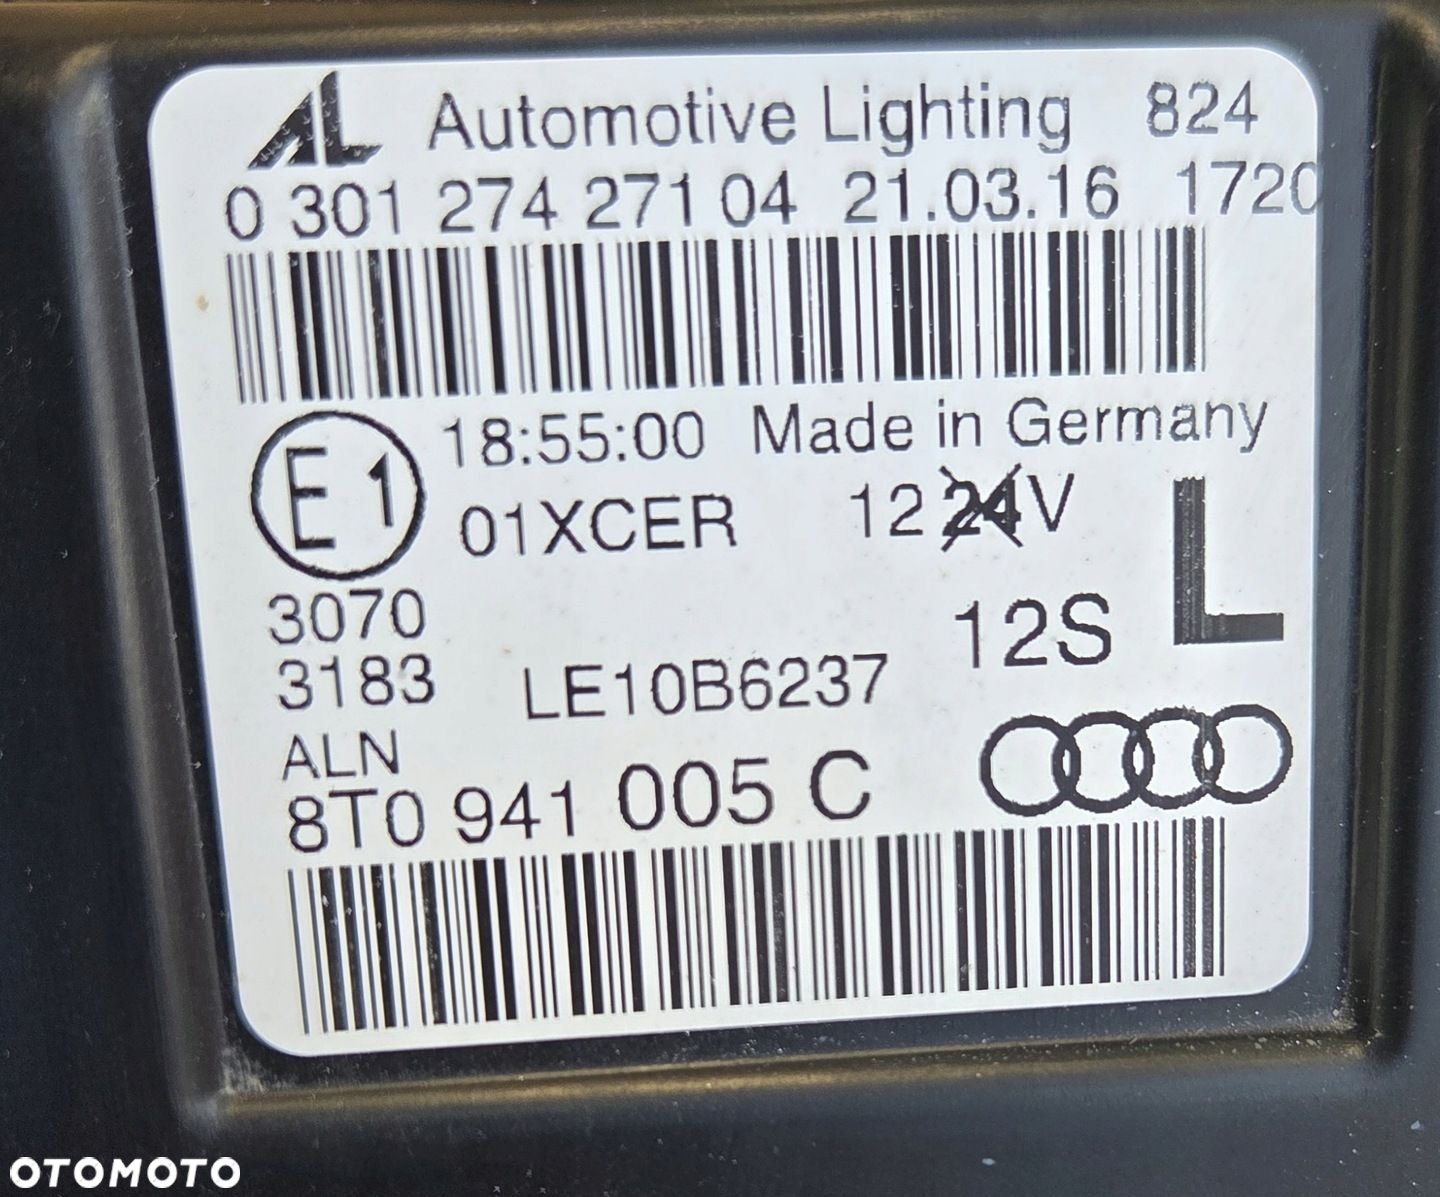 AL Automotive Lighting 824
0 301 274 271 04 21.03.16 1720
E1 18:55:00 Made in Germany
01XCER 12 24V
L
3070
12S
3183 LE10B6237
ALN
8T0 941 005 C
OTOMOTO